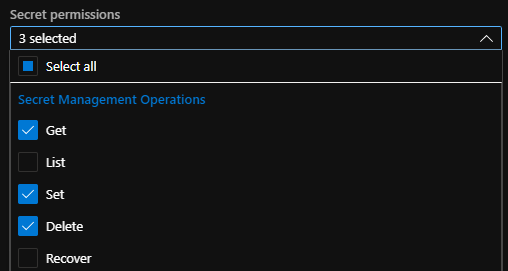 Secret permissions
3 selected
Select all
Secret Management Operations
Get
List
Set
Delete
Recover